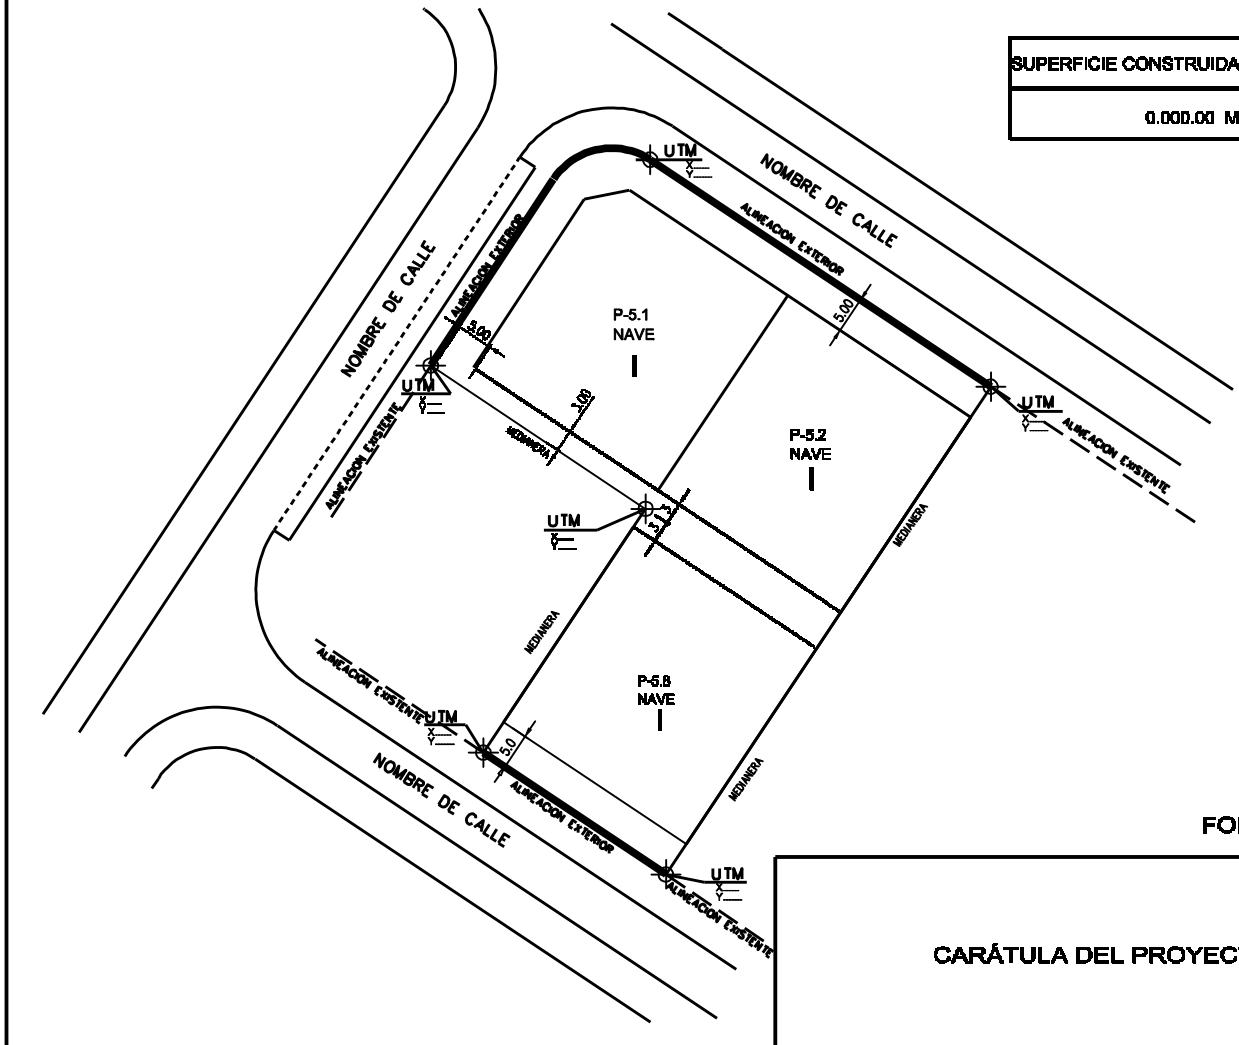 SUPERFICIE CONSTRUIDA
0.000.00 M
UTM
X
Y
NOMBRE DE CALLE
ALINEACION EXTERIOR
NOMBRE DE CALLE
ALINEACION EXTERIOR
5.00
5.00
P-5.1
NAVE
I
UTM
X
Y
ALINEACION EXISTENTE
3.00
MEDIANERA
UTM
X
Y
ALINEACION EXISTENTE
P-5.2
NAVE
I
UTM
X
Y
MEDIANERA
MEDIANERA
P-5.8
NAVE
I
ALINEACION EXISTENTE
UTM
X
Y
5.0
MEDIANERA
NOMBRE DE CALLE
ALINEACION EXTERIOR
UTM
X
Y
ALINEACION EXISTENTE
FO
CARÁTULA DEL PROYEC